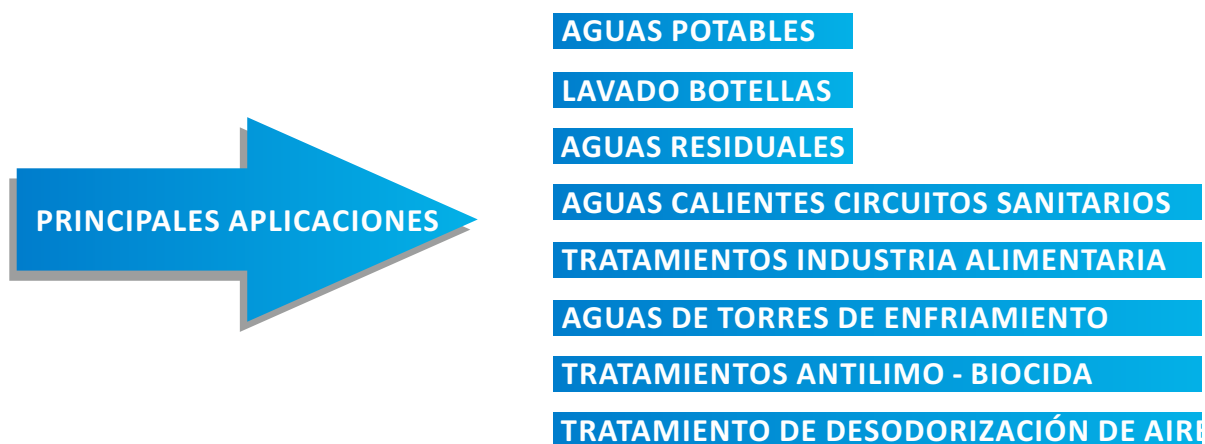 PRINCIPALES APLICACIONES
AGUAS POTABLES
LAVADO BOTELLAS
AGUAS RESIDUALES
AGUAS CALIENTES CIRCUITOS SANITARIOS
TRATAMIENTOS INDUSTRIA ALIMENTARIA
AGUAS DE TORRES DE ENFRIAMIENTO
TRATAMIENTOS ANTILIMO - BIOCIDA
TRATAMIENTO DE DESODORIZACIÓN DE AIRE